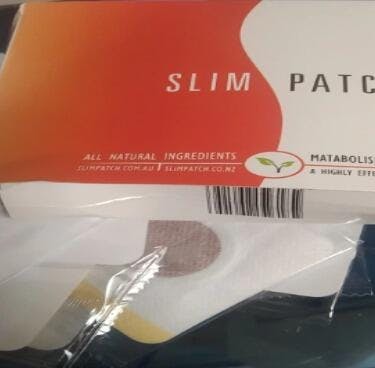 SLIM PATC
ALL NATURAL INGREDIENTS
SLIMPATCH.COM.AU | SLIMPATCH.CO.NZ
MATABOLIS
A HIGHLY EFFE